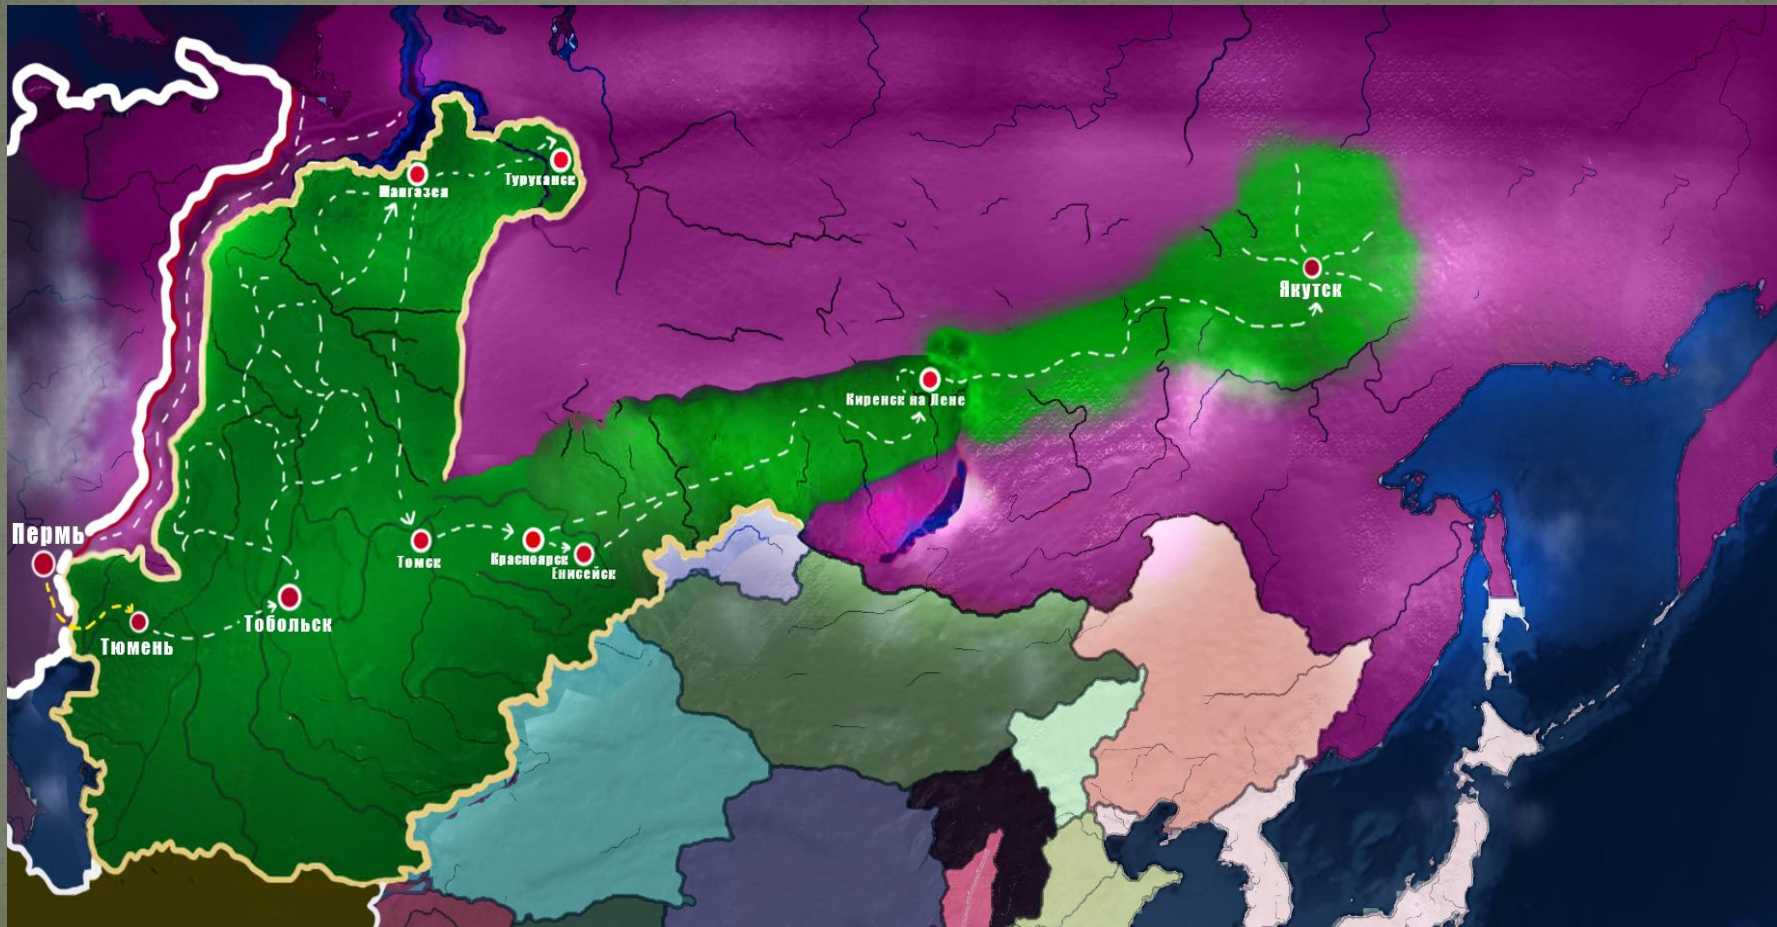 Мангазея
Туруханск
Якутск
Киренск на Лене
Пермь
Томск
Красноярск
Енисейск
Тобольск
Тюмень